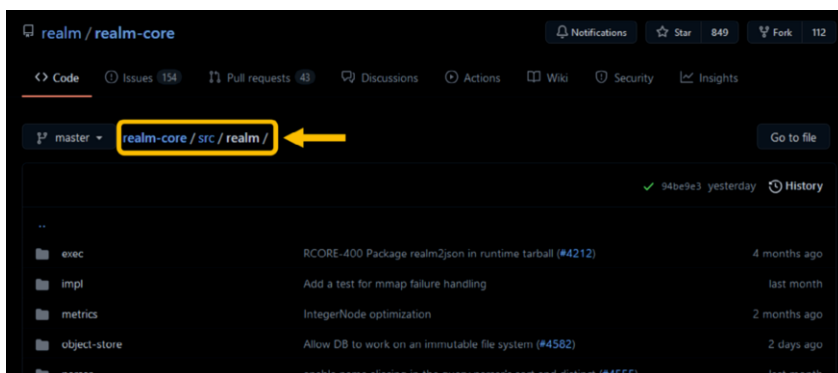 realm / realm-core
Notifications
Star 849
Fork 112
<> Code
Issues 154
Pull requests 43
Discussions
Actions
Wiki
Security
Insights
master
realm-core / src / realm /
Go to file
94be9e3 yesterday
History
..
exec RCORE-400 Package realm2json in runtime tarball (#4212) 4 months ago
impl Add a test for mmap failure handling last month
metrics IntegerNode optimization 2 months ago
object-store Allow DB to work on an immutable file system (#4582) 2 days ago